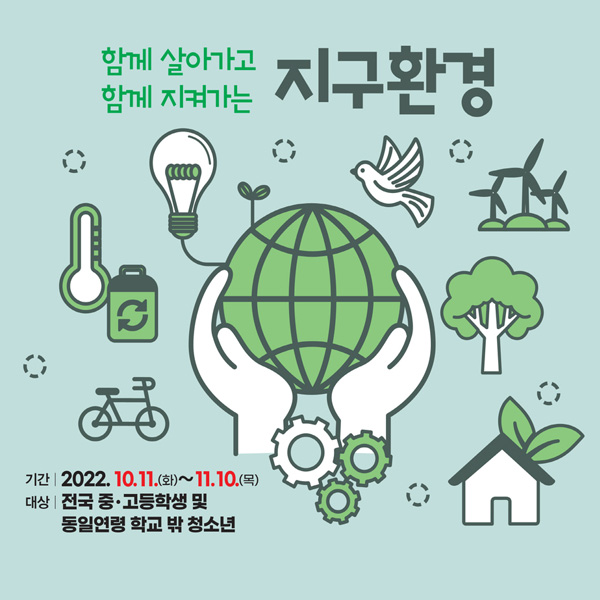 함께 살아가고
함께 지켜가는
지구환경
기간 | 2022. 10.11.(화)~11.10.(목)
대상 | 전국 중·고등학생 및
동일연령 학교 밖 청소년